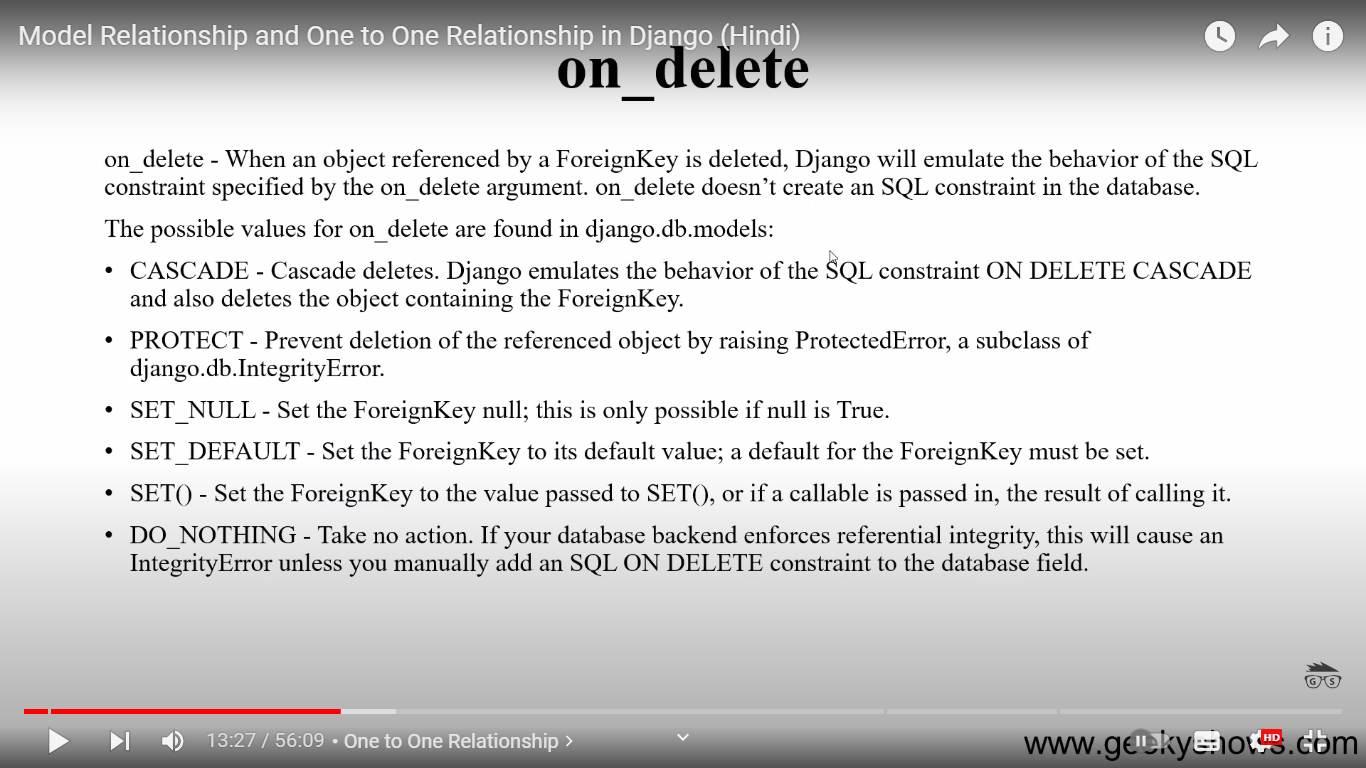 Model Relationship and One to One Relationship in Django (Hindi)
on_delete
on_delete - When an object referenced by a ForeignKey is deleted, Django will emulate the behavior of the SQL
constraint specified by the on_delete argument. on_delete doesn’t create an SQL constraint in the database.
The possible values for on_delete are found in django.db.models:
• CASCADE - Cascade deletes. Django emulates the behavior of the SQL constraint ON DELETE CASCADE
and also deletes the object containing the ForeignKey.
• PROTECT - Prevent deletion of the referenced object by raising ProtectedError, a subclass of
django.db.IntegrityError.
• SET_NULL - Set the ForeignKey null; this is only possible if null is True.
• SET_DEFAULT - Set the ForeignKey to its default value; a default for the ForeignKey must be set.
• SET() - Set the ForeignKey to the value passed to SET(), or if a callable is passed in, the result of calling it.
• DO_NOTHING - Take no action. If your database backend enforces referential integrity, this will cause an
IntegrityError unless you manually add an SQL ON DELETE constraint to the database field.
G S
13:27 / 56:09 • One to One Relationship
HD
www.geekyshows.com